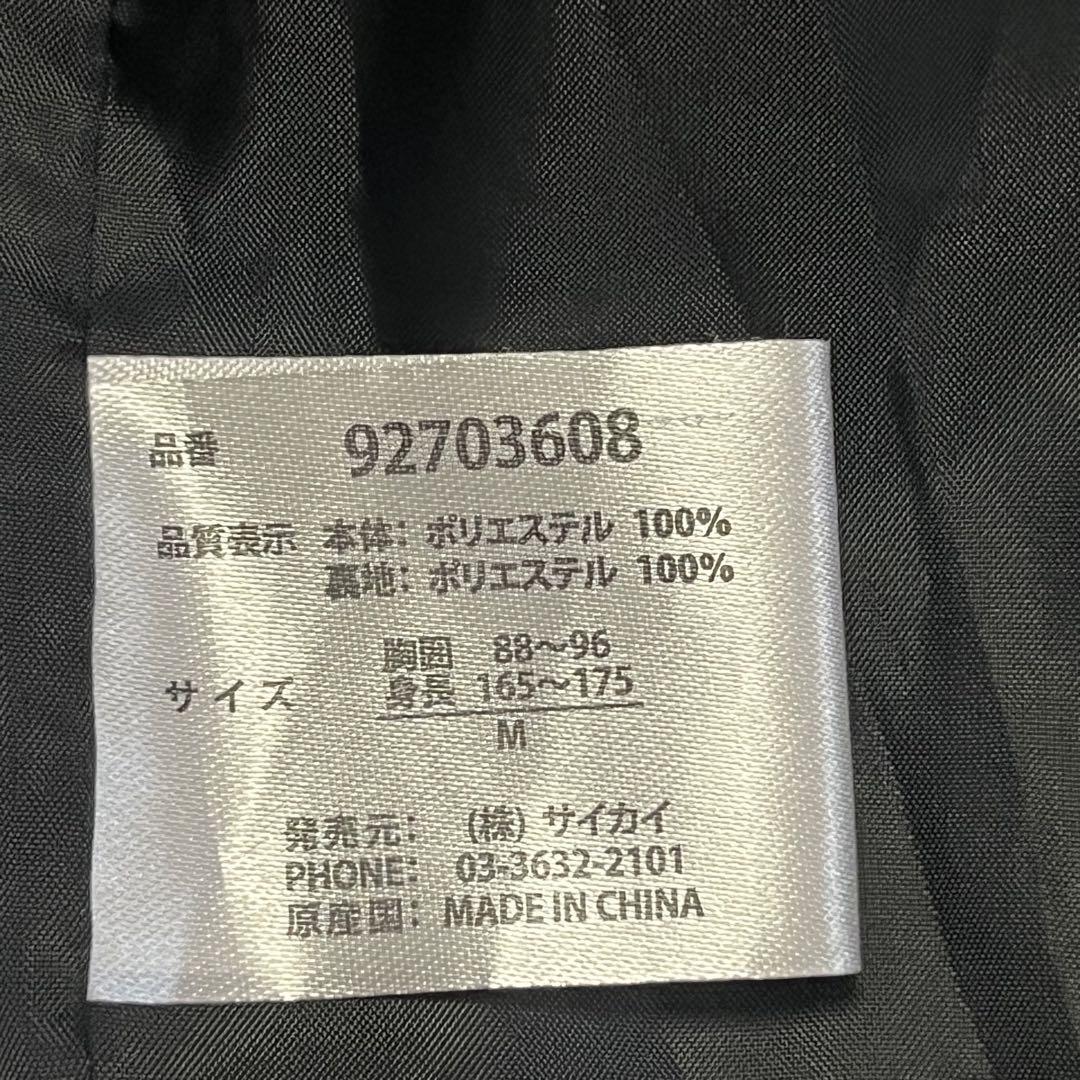 品番 92703608
品質表示 本体: ポリエステル 100%
裏地: ポリエステル 100%
胸囲 88～96
サイズ 身長 165～175
M
発売元: (株) サイカイ
PHONE: 03-3632-2101
原産国: MADE IN CHINA